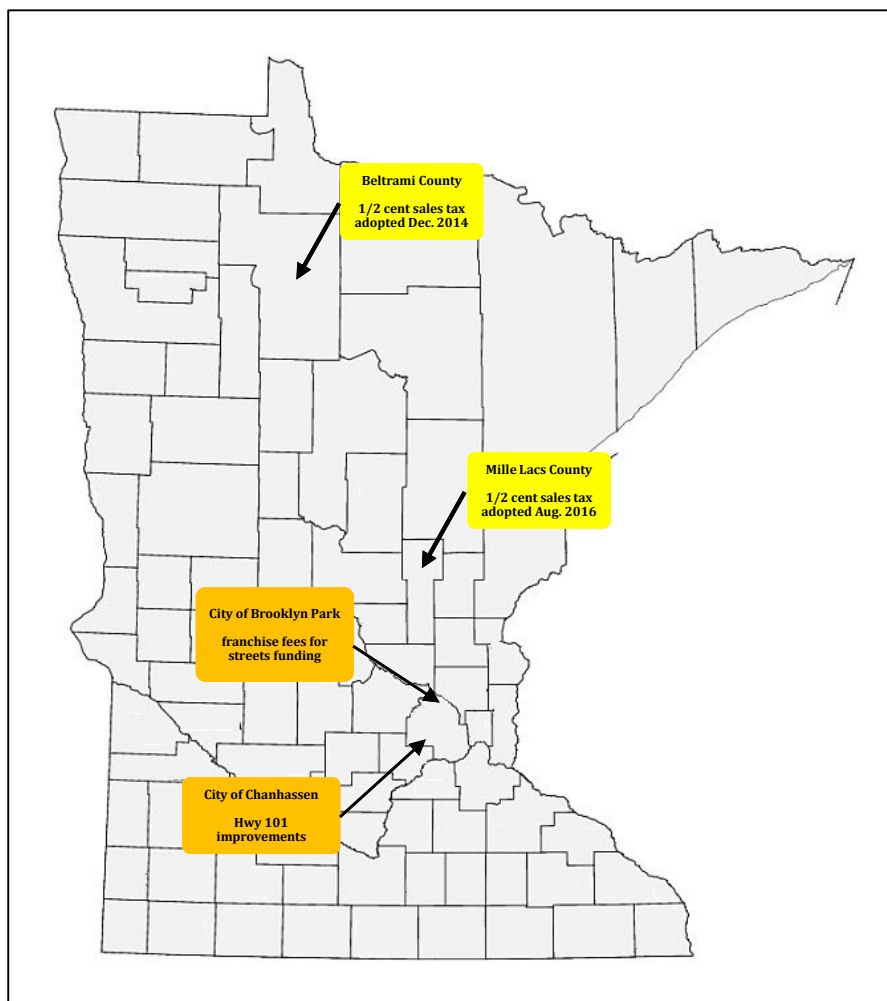 Beltrami County
1/2 cent sales tax
adopted Dec. 2014
Mille Lacs County
1/2 cent sales tax
adopted Aug. 2016
City of Brooklyn Park
franchise fees for
streets funding
City of Chanhassen
Hwy 101
improvements